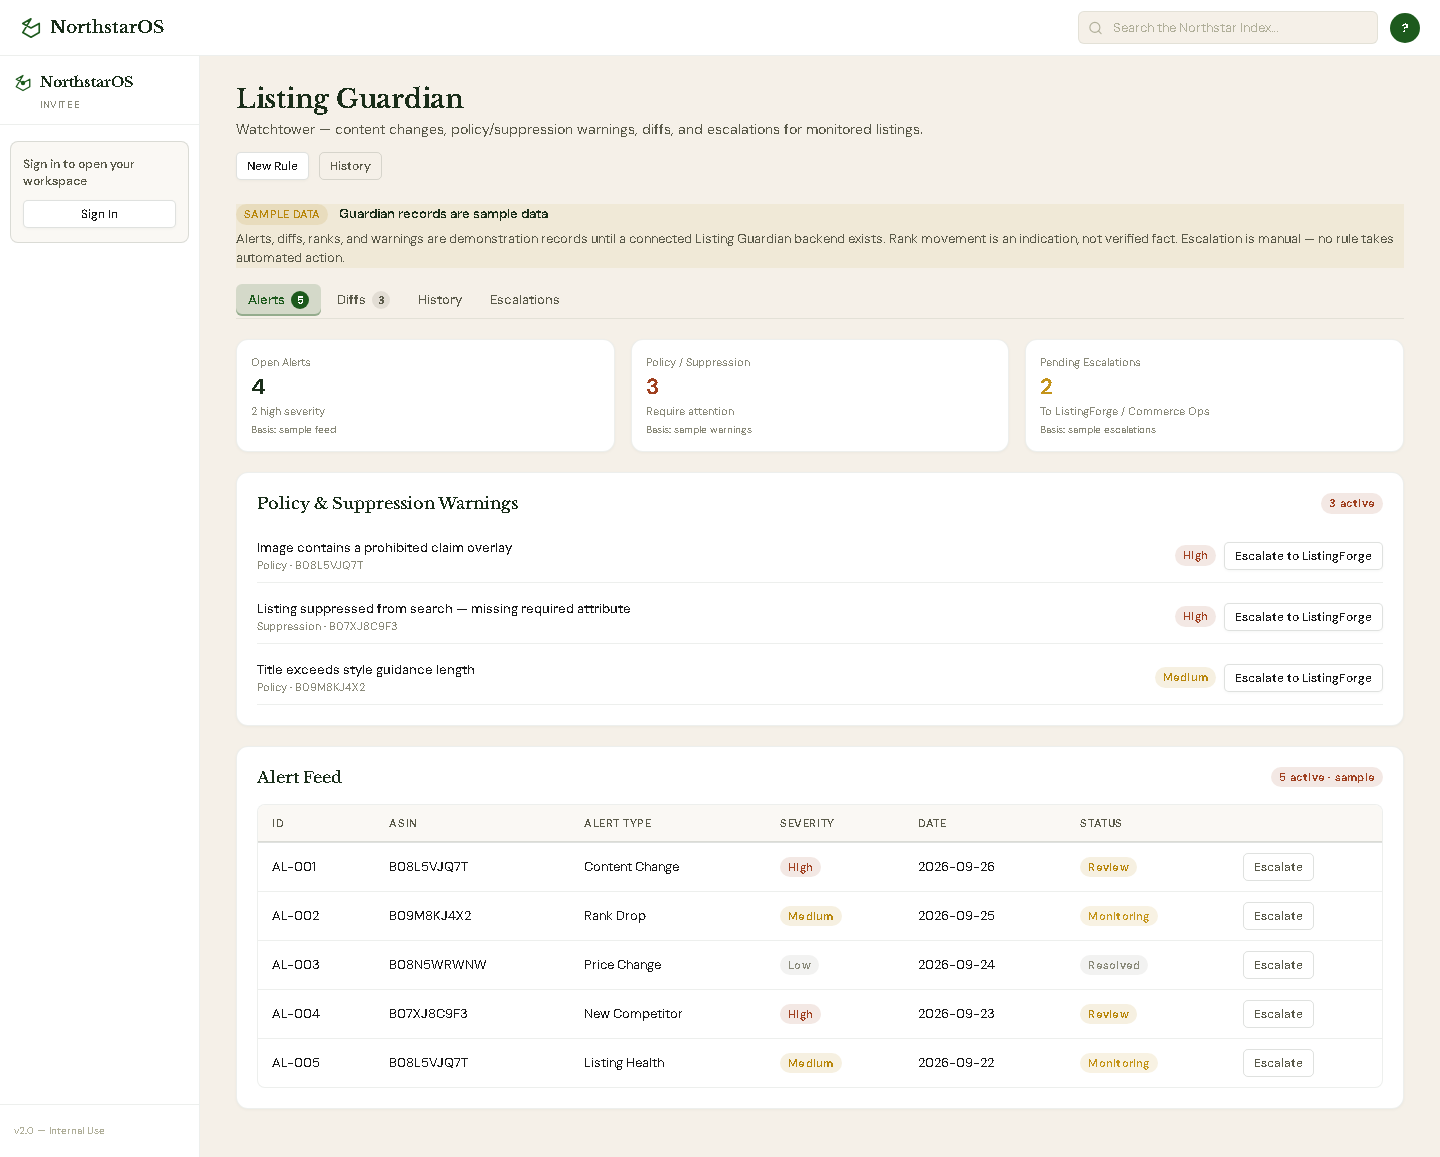 NorthstarOS
Search the Northstar Index...
?
NorthstarOS
INVITEE
Sign in to open your
workspace
Sign In
v2.0 — Internal Use
Listing Guardian
Watchtower — content changes, policy/suppression warnings, diffs, and escalations for monitored listings.
New Rule
History
SAMPLE DATA Guardian records are sample data
Alerts, diffs, ranks, and warnings are demonstration records until a connected Listing Guardian backend exists. Rank movement is an indication, not verified fact. Escalation is manual — no rule takes
automated action.
Alerts 5 Diffs 3 History Escalations
Open Alerts
4
2 high severity
Basis: sample feed
Policy / Suppression
3
Require attention
Basis: sample warnings
Pending Escalations
2
To ListingForge / Commerce Ops
Basis: sample escalations
Policy & Suppression Warnings
3 active
Image contains a prohibited claim overlay
Policy · B08L5VJQ7T
High
Escalate to ListingForge
Listing suppressed from search — missing required attribute
Suppression · B07XJ8C9F3
High
Escalate to ListingForge
Title exceeds style guidance length
Policy · B09M8KJ4X2
Medium
Escalate to ListingForge
Alert Feed
5 active · sample
ID ASIN ALERT TYPE SEVERITY DATE STATUS
AL-001 B08L5VJQ7T Content Change High 2026-09-26 Review Escalate
AL-002 B09M8KJ4X2 Rank Drop Medium 2026-09-25 Monitoring Escalate
AL-003 B08N5WRWNW Price Change Low 2026-09-24 Resolved Escalate
AL-004 B07XJ8C9F3 New Competitor High 2026-09-23 Review Escalate
AL-005 B08L5VJQ7T Listing Health Medium 2026-09-22 Monitoring Escalate